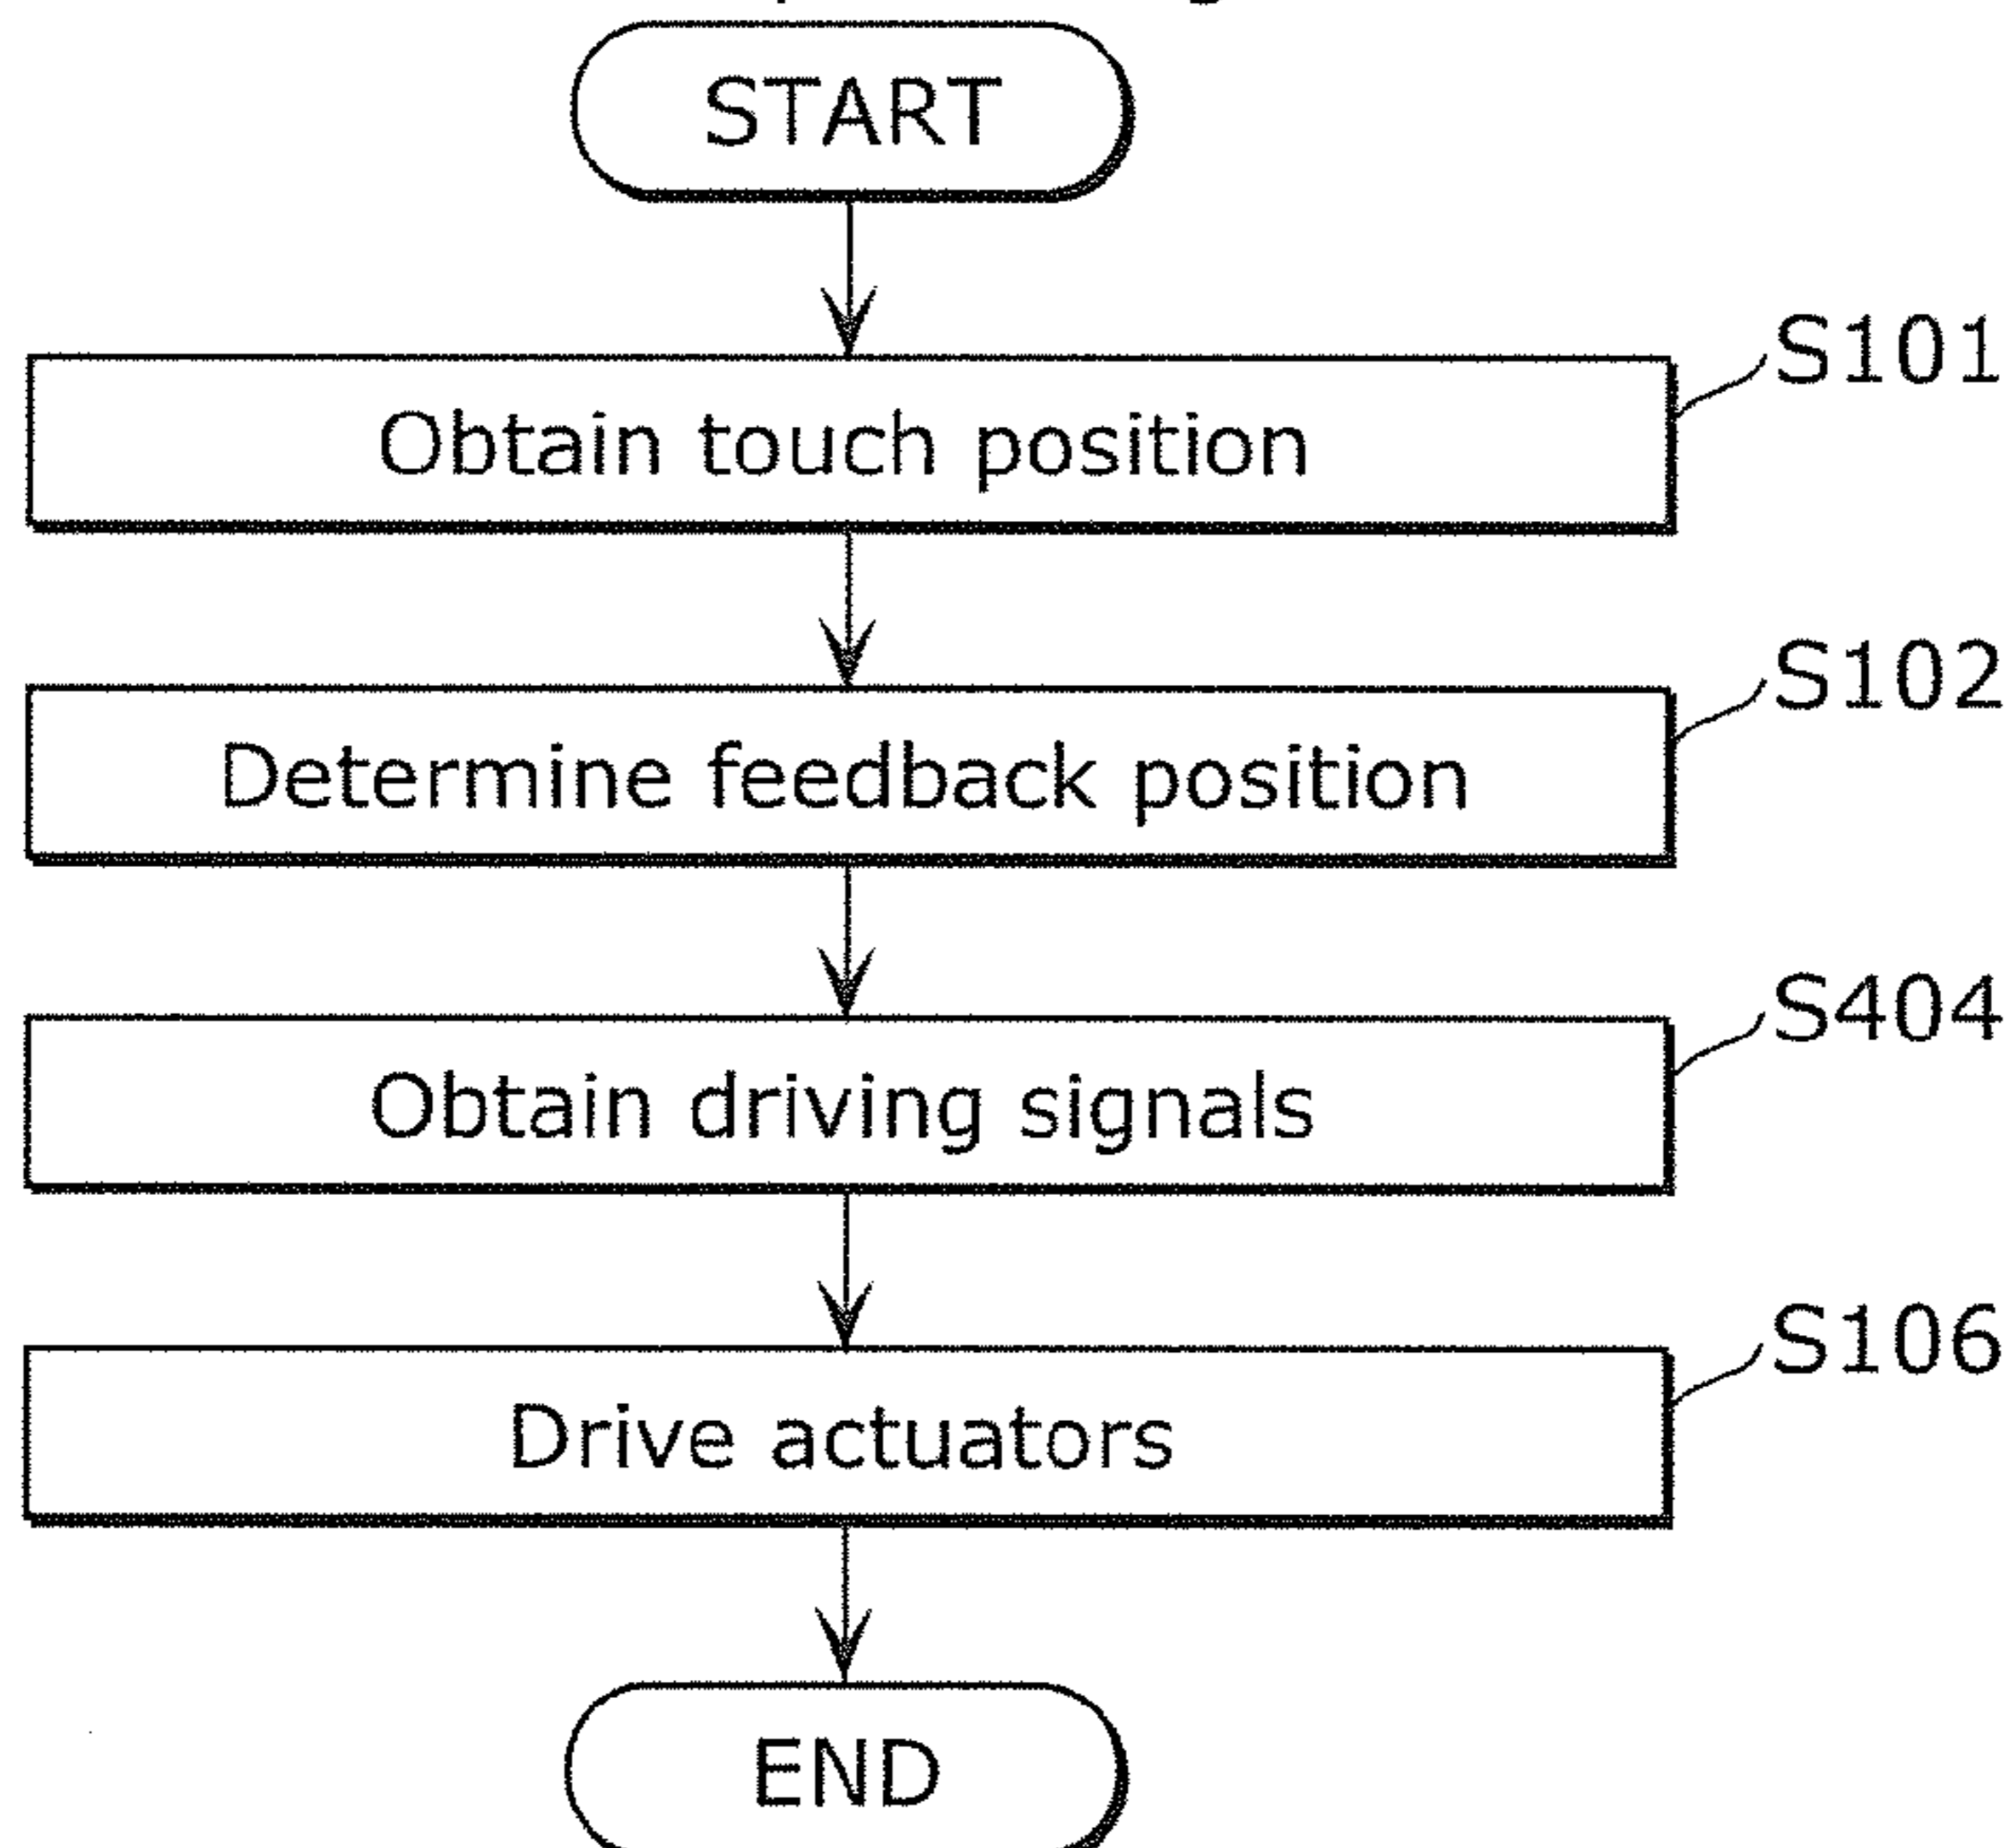 START
Obtain touch position
S101
Determine feedback position
S102
Obtain driving signals
S404
Drive actuators
S106
END